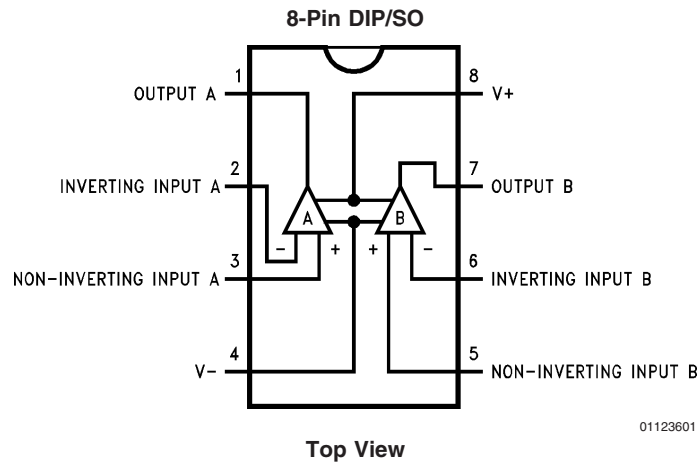 8-Pin DIP/SO
1
OUTPUT A
8
V+
2
INVERTING INPUT A
7
OUTPUT B
A
B
- + + -
3
NON-INVERTING INPUT A
6
INVERTING INPUT B
4
V-
5
NON-INVERTING INPUT B
01123601
Top View